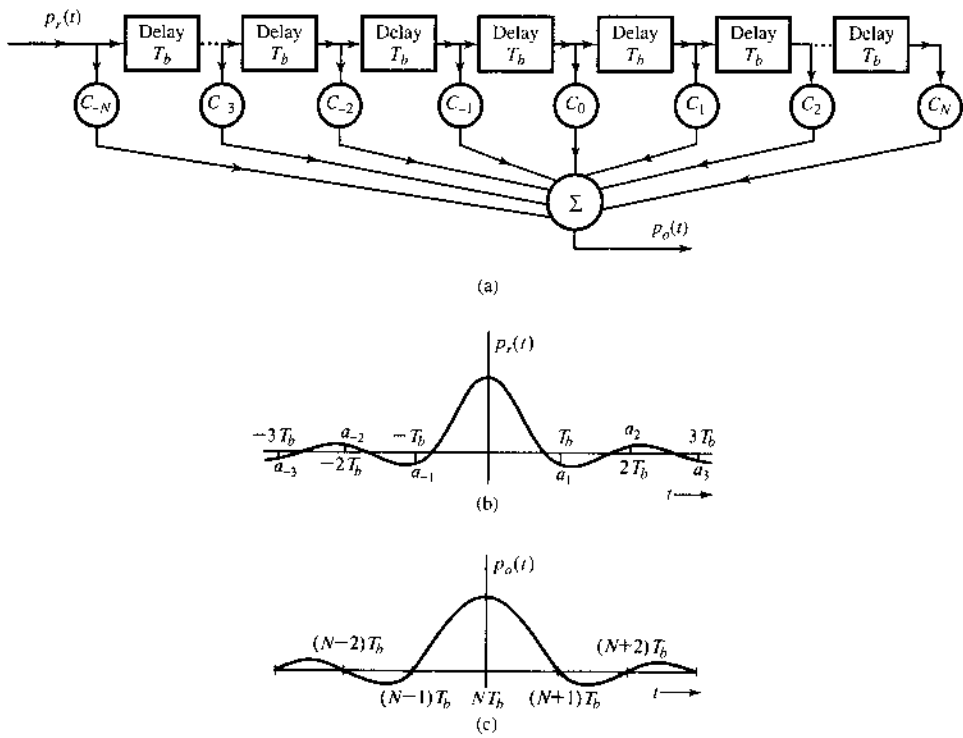 p_r(t)
Delay T_b
Delay T_b
Delay T_b
Delay T_b
Delay T_b
Delay T_b
Delay T_b
C_{-N}
C_{-3}
C_{-2}
C_{-1}
C_0
C_1
C_2
C_N
Σ
p_o(t)
(a)
p_r(t)
-3T_b
a_{-2}
-T_b
T_b
a_2
3T_b
a_{-3}
-2T_b
a_{-1}
a_1
2T_b
a_3
t
(b)
p_o(t)
(N-2)T_b
(N+2)T_b
(N-1)T_b
NT_b
(N+1)T_b
t
(c)